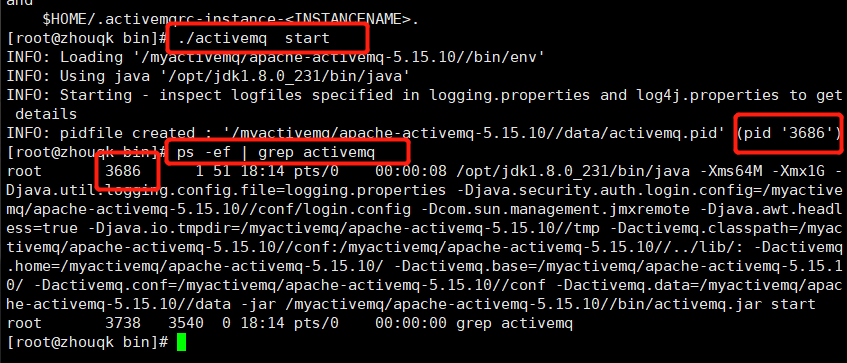 and
$HOME/.activemqrc-instance-<INSTANCENAME>.
[root@zhouqk bin]# ./activemq  start
INFO: Loading '/myactivemq/apache-activemq-5.15.10//bin/env'
INFO: Using java '/opt/jdk1.8.0_231/bin/java'
INFO: Starting - inspect logfiles specified in logging.properties and log4j.properties to get
 details
INFO: pidfile created : '/myactivemq/apache-activemq-5.15.10//data/activemq.pid' (pid '3686')
[root@zhouqk bin]# ps -ef | grep activemq
root       3686      1 51 18:14 pts/0    00:00:08 /opt/jdk1.8.0_231/bin/java -Xms64M -Xmx1G -
Djava.util.logging.config.file=logging.properties -Djava.security.auth.login.config=/myactive
mq/apache-activemq-5.15.10//conf/login.config -Dcom.sun.management.jmxremote -Djava.awt.headl
ess=true -Djava.io.tmpdir=/myactivemq/apache-activemq-5.15.10//tmp -Dactivemq.classpath=/myac
tivemq/apache-activemq-5.15.10//conf:/myactivemq/apache-activemq-5.15.10//../lib/: -Dactivemq
.home=/myactivemq/apache-activemq-5.15.10/ -Dactivemq.base=/myactivemq/apache-activemq-5.15.1
0/ -Dactivemq.conf=/myactivemq/apache-activemq-5.15.10//conf -Dactivemq.data=/myactivemq/apac
he-activemq-5.15.10//data -jar /myactivemq/apache-activemq-5.15.10//bin/activemq.jar start
root       3738   3540  0 18:14 pts/0    00:00:00 grep activemq
[root@zhouqk bin]#